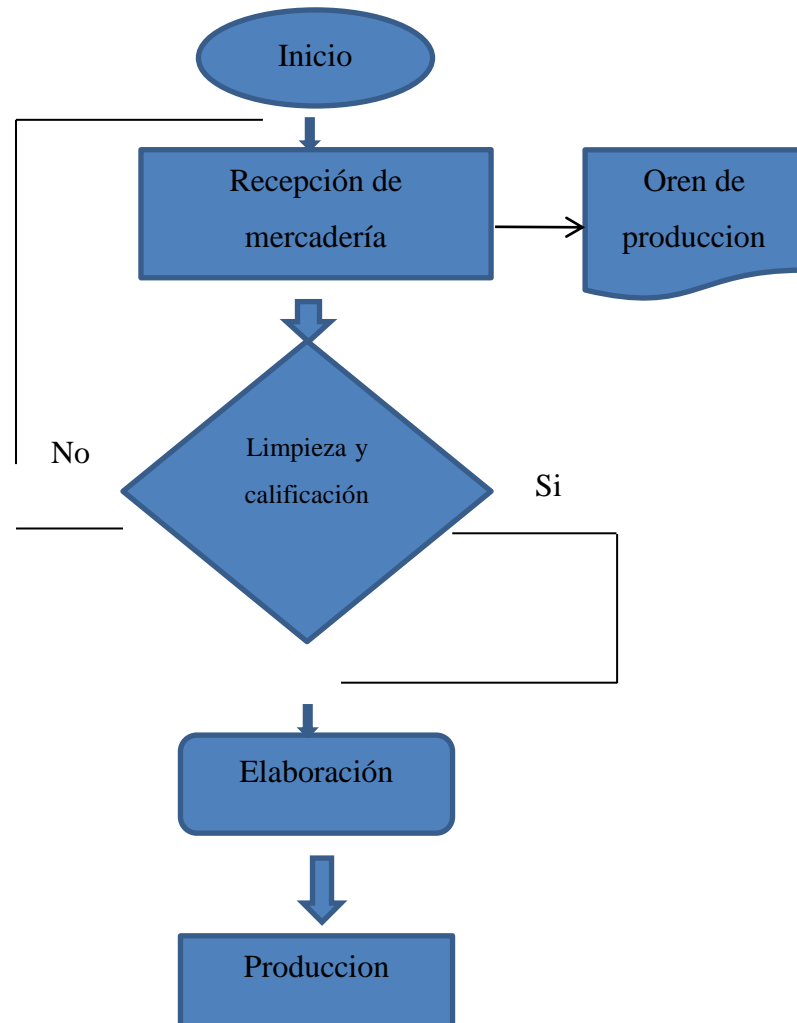 Inicio
Recepción de
mercadería
Oren de
produccion
No
Limpieza y
calificación
Si
Elaboración
Produccion